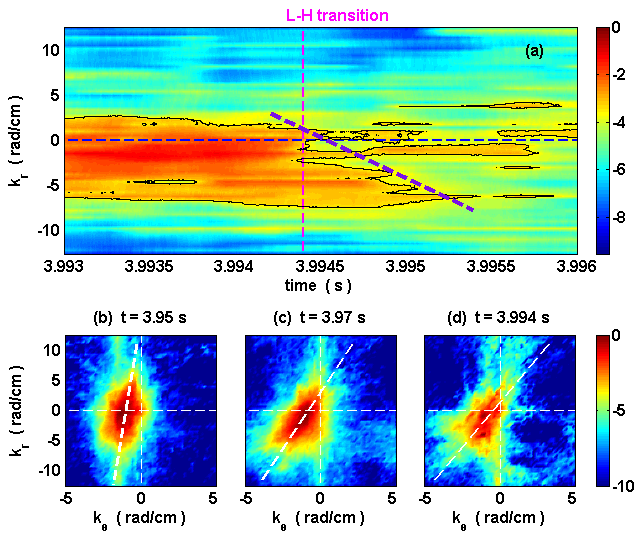 L-H transition
(a)
10
5
0
-5
-10
k_r ( rad/cm )
3.993 3.9935 3.994 3.9945 3.995 3.9955 3.996
time ( s )
0
-2
-4
-6
-8
(b) t = 3.95 s (c) t = 3.97 s (d) t = 3.994 s
10
5
0
-5
-10
k_r ( rad/cm )
5 0 5 0 5 0 5
k_θ ( rad/cm ) k_θ ( rad/cm ) k_θ ( rad/cm )
0
-5
-10